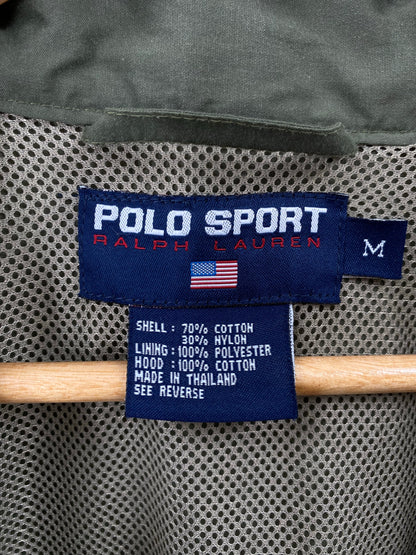 POLO SPORT
RALPH LAUREN
M
SHELL : 70% COTTON
30% NYLON
LINING : 100% POLYESTER
HOOD : 100% COTTON
MADE IN THAILAND
SEE REVERSE